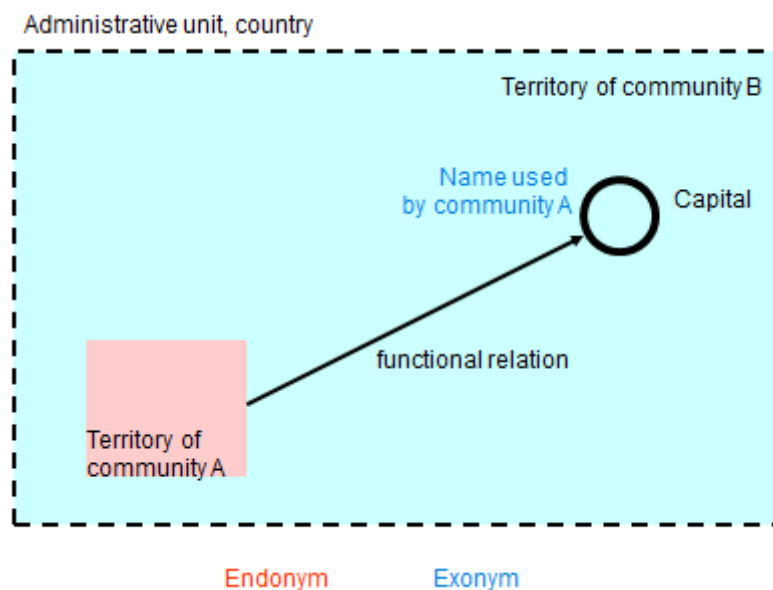 Administrative unit, country
Territory of community B
Name used
by community A
Capital
functional relation
Territory of
community A
Endonym
Exonym